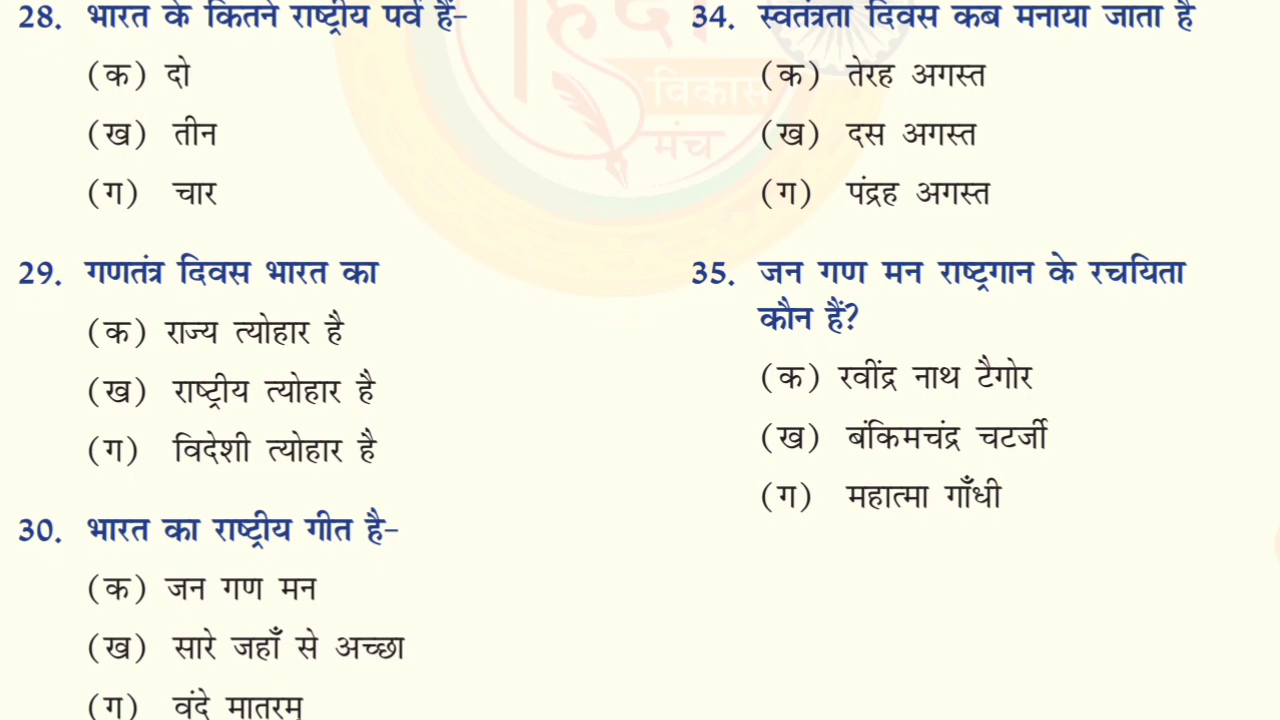 28. भारत के कितने राष्ट्रीय पर्व हैं-
(क) दो
(ख) तीन
(ग) चार
29. गणतंत्र दिवस भारत का
(क) राज्य त्योहार है
(ख) राष्ट्रीय त्योहार है
(ग) विदेशी त्योहार है
30. भारत का राष्ट्रीय गीत है-
(क) जन गण मन
(ख) सारे जहाँ से अच्छा
(ग) वंदे मातरम्
34. स्वतंत्रता दिवस कब मनाया जाता है
(क) तेरह अगस्त
(ख) दस अगस्त
(ग) पंद्रह अगस्त
35. जन गण मन राष्ट्रगान के रचयिता
कौन हैं?
(क) रवींद्र नाथ टैगोर
(ख) बंकिमचंद्र चटर्जी
(ग) महात्मा गाँधी
हिंदी
विकास
मंच